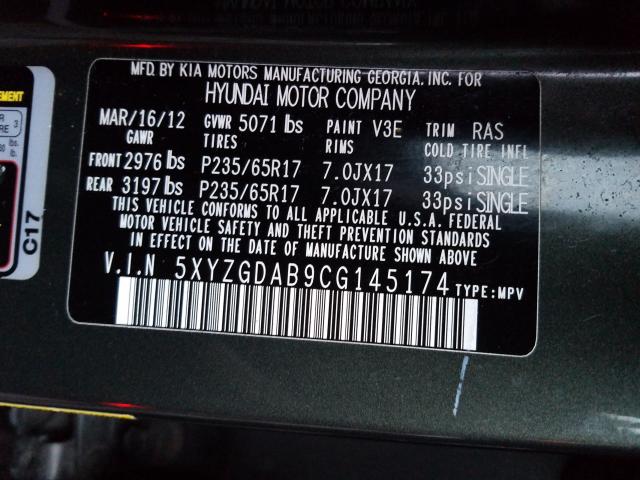 MFD. BY KIA MOTORS MANUFACTURING GEORGIA, INC. FOR
HYUNDAI MOTOR COMPANY
MAR/16/12 GVWR 5071 lbs PAINT V3E TRIM RAS
GAWR TIRES RIMS COLD TIRE INFL
FRONT 2976 lbs P235/65R17 7.0JX17 33psi SINGLE
REAR 3197 lbs P235/65R17 7.0JX17 33psi SINGLE
THIS VEHICLE CONFORMS TO ALL APPLICABLE U.S.A. FEDERAL
MOTOR VEHICLE SAFETY AND THEFT PREVENTION STANDARDS
IN EFFECT ON THE DATE OF MANUFACTURE SHOWN ABOVE.
V.I.N 5XYZGDAB9CG145174 TYPE:MPV
C17